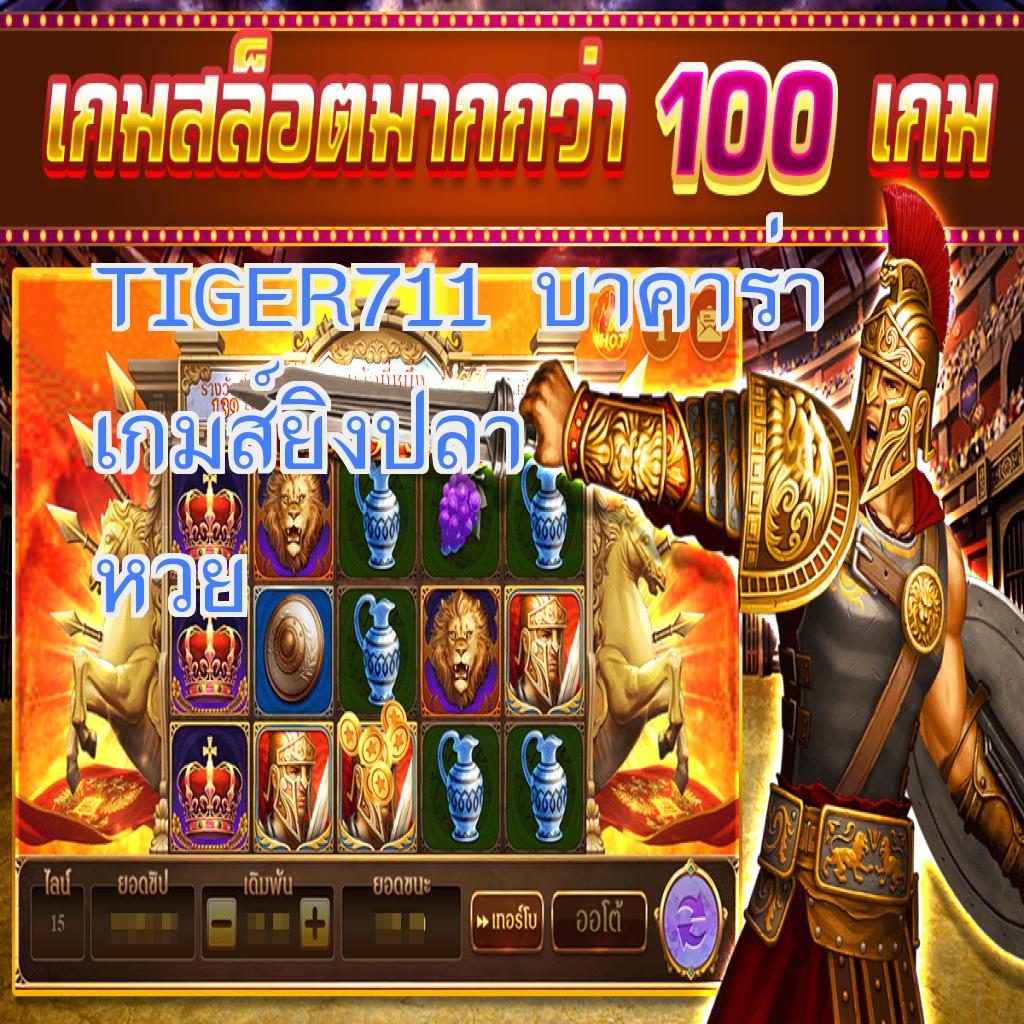 เกมสล็อตมากกว่า 100 เกม
TIGER711 บาคาร่า
HOT
เกมส์ยิงปลา
หวย
ไลน์ ยอดชิป เดิมพัน ยอดชนะ
15 เทอร์โบ ออโต้